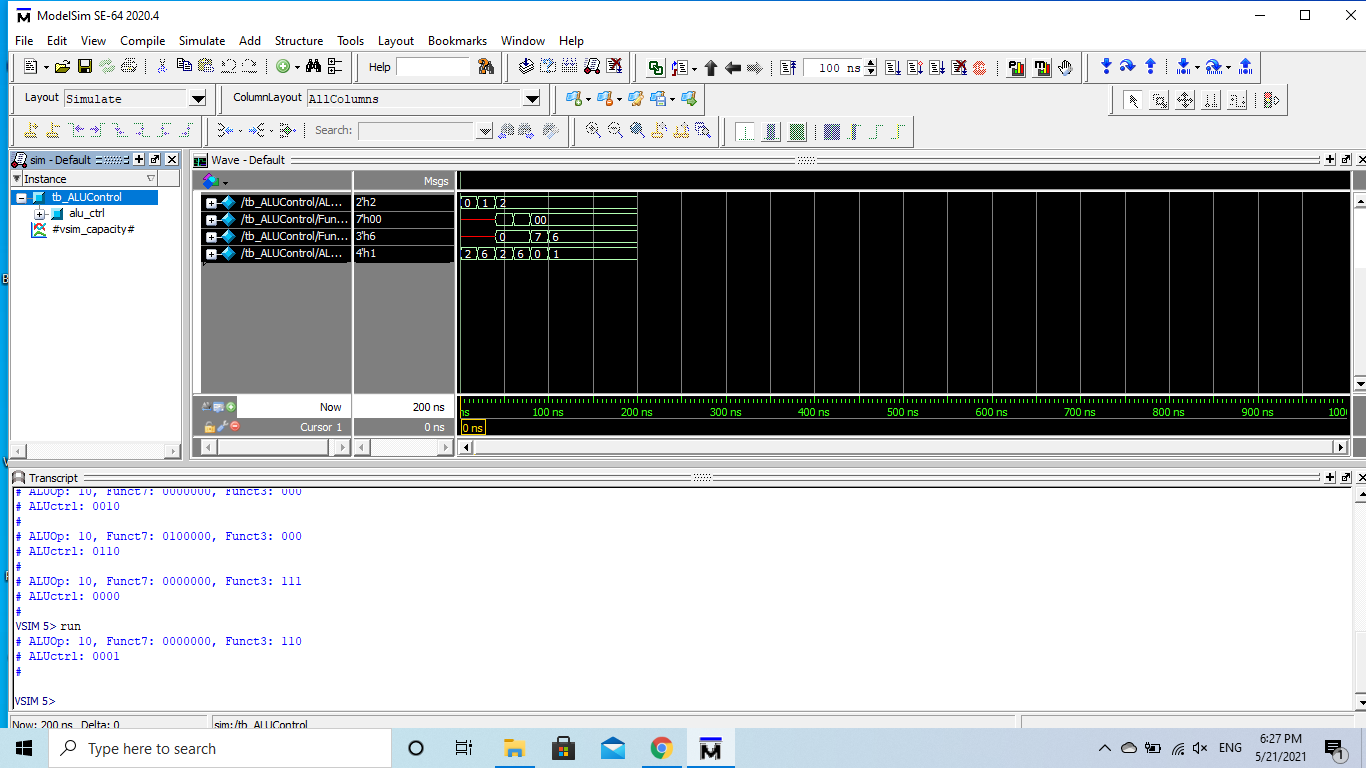 ModelSim SE-64 2020.4
File Edit View Compile Simulate Add Structure Tools Layout Bookmarks Window Help
Help 100 ns
Layout Simulate ColumnLayout AllColumns
Search:
sim - Default
Wave - Default
Instance
Msgs
tb_ALUControl
alu_ctrl
#vsim_capacity#
/tb_ALUControl/AL... 2'h2 0 1 2
/tb_ALUControl/Fun... 7'h00 00
/tb_ALUControl/Fun... 3'h6 0 7 6
/tb_ALUControl/AL... 4'h1 2 6 2 6 0 1
Now 200 ns ns 100 ns 200 ns 300 ns 400 ns 500 ns 600 ns 700 ns 800 ns 900 ns 100
Cursor 1 0 ns 0 ns
Transcript
# ALUOp: 10, Funct7: 0000000, Funct3: 000
# ALUctrl: 0010
#
# ALUOp: 10, Funct7: 0100000, Funct3: 000
# ALUctrl: 0110
#
# ALUOp: 10, Funct7: 0000000, Funct3: 111
# ALUctrl: 0000
#
VSIM 5> run
# ALUOp: 10, Funct7: 0000000, Funct3: 110
# ALUctrl: 0001
#
VSIM 5>
Now: 200 ns Delta: 0 sim:/tb_ALUControl
Type here to search
ENG
6:27 PM
5/21/2021
1